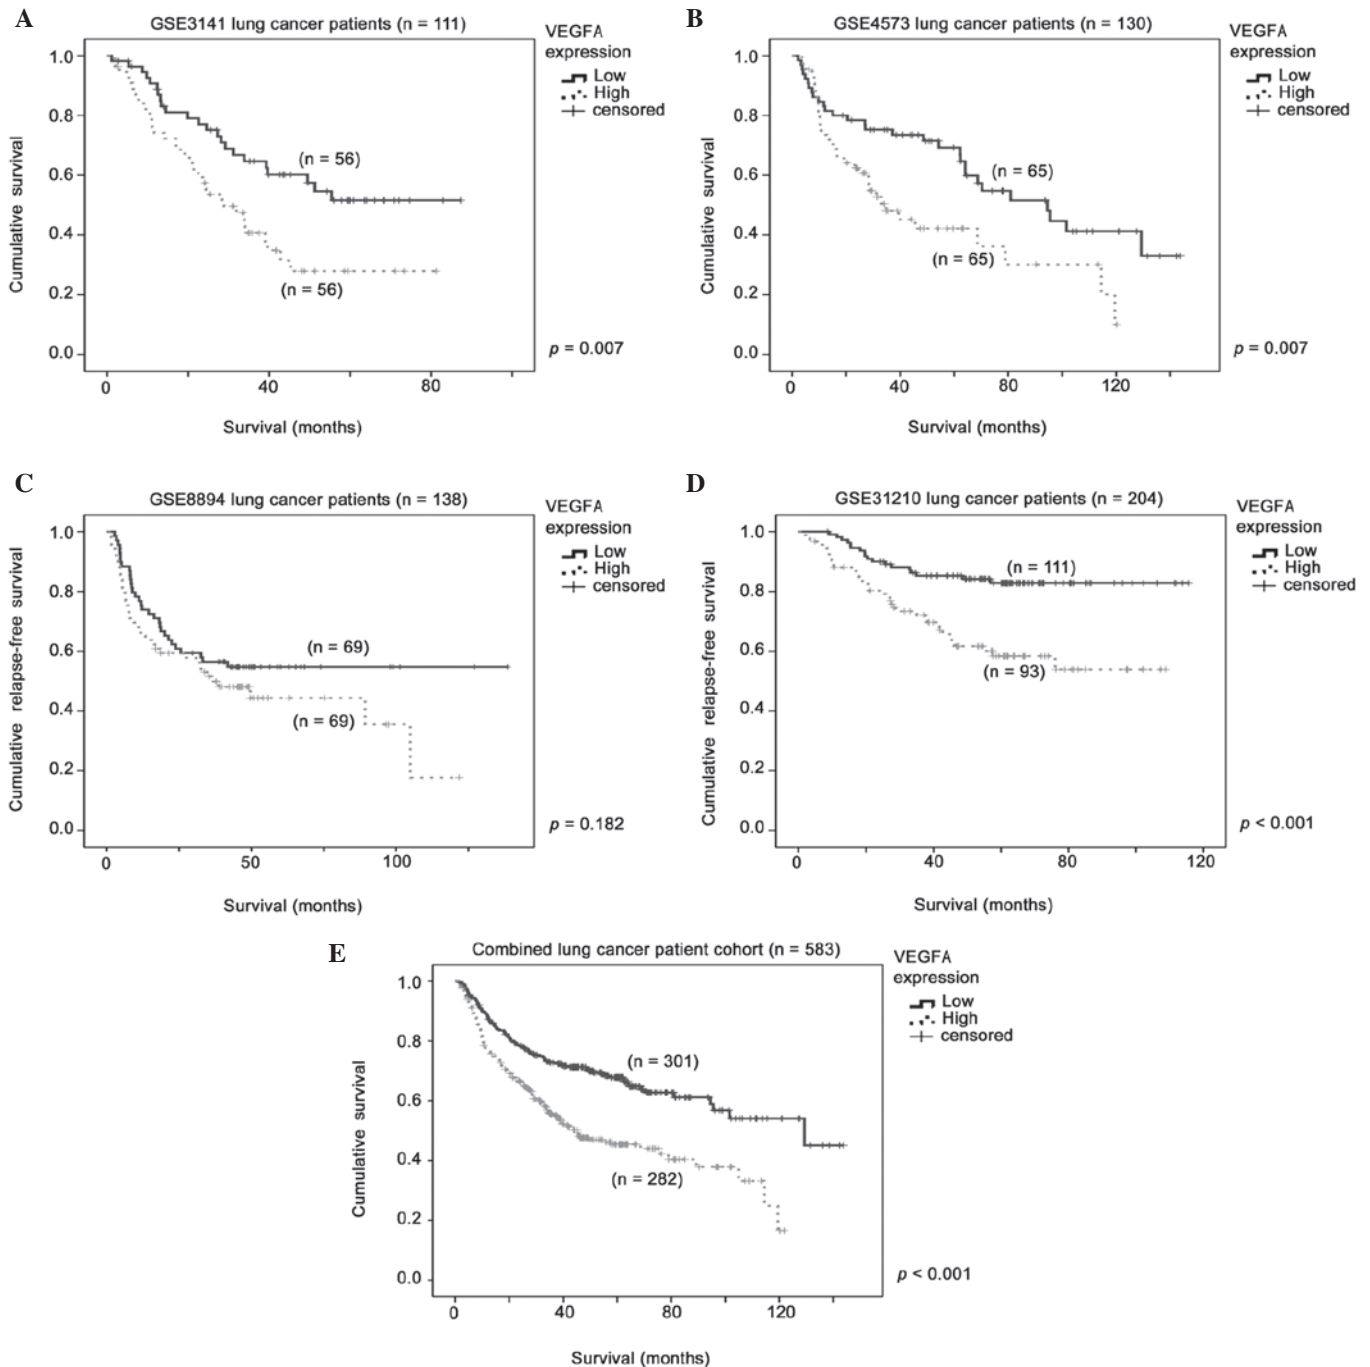 A
GSE3141 lung cancer patients (n = 111)
VEGFA
expression
Low
High
censored
Cumulative survival
1.0
0.8
0.6
0.4
0.2
0.0
(n = 56)
(n = 56)
0 40 80
Survival (months)
p = 0.007
B
GSE4573 lung cancer patients (n = 130)
VEGFA
expression
Low
High
censored
Cumulative survival
1.0
0.8
0.6
0.4
0.2
0.0
(n = 65)
(n = 65)
0 40 80 120
Survival (months)
p = 0.007
C
GSE8894 lung cancer patients (n = 138)
VEGFA
expression
Low
High
censored
Cumulative relapse-free survival
1.0
0.8
0.6
0.4
0.2
0.0
(n = 69)
(n = 69)
0 50 100
Survival (months)
p = 0.182
D
GSE31210 lung cancer patients (n = 204)
VEGFA
expression
Low
High
censored
Cumulative relapse-free survival
1.0
0.8
0.6
0.4
0.2
0.0
(n = 111)
(n = 93)
0 40 80 120
Survival (months)
p < 0.001
E
Combined lung cancer patient cohort (n = 583)
VEGFA
expression
Low
High
censored
Cumulative survival
1.0
0.8
0.6
0.4
0.2
0.0
(n = 301)
(n = 282)
0 40 80 120
Survival (months)
p < 0.001